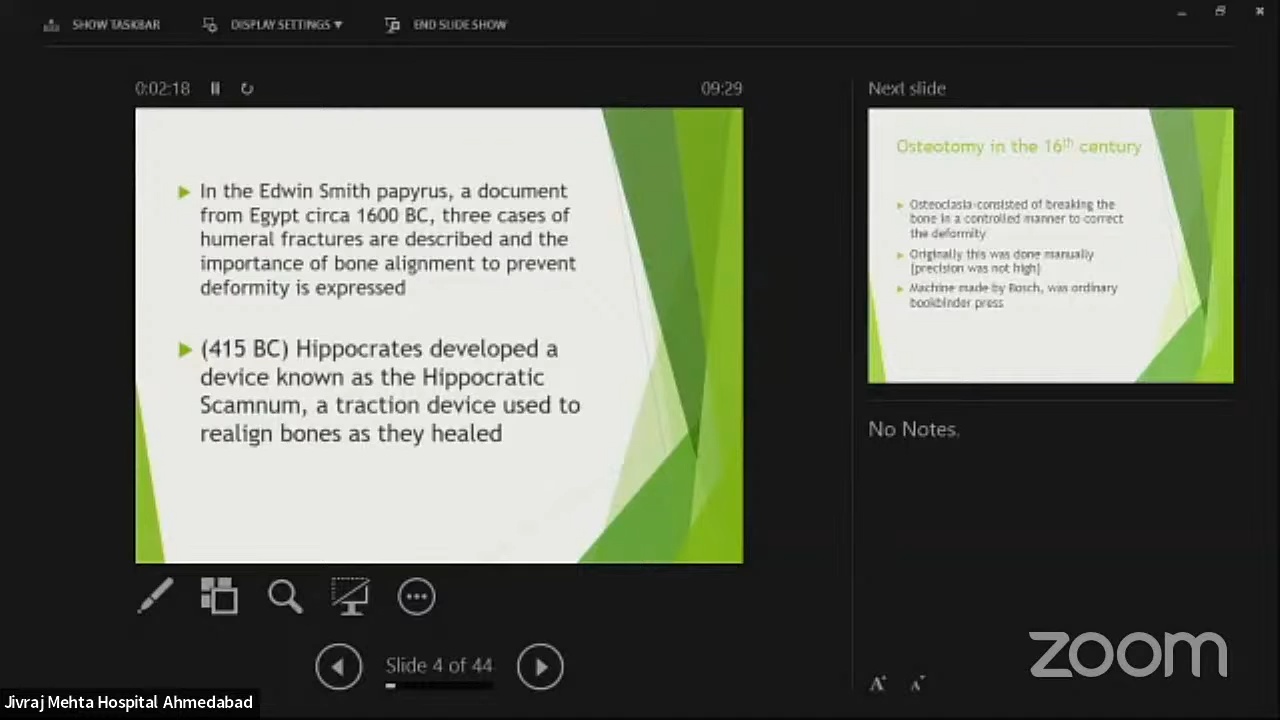 SHOW TASKBAR
DISPLAY SETTINGS ▼
END SLIDE SHOW
0:02:18
09:29
In the Edwin Smith papyrus, a document
from Egypt circa 1600 BC, three cases of
humeral fractures are described and the
importance of bone alignment to prevent
deformity is expressed
(415 BC) Hippocrates developed a
device known as the Hippocratic
Scamnum, a traction device used to
realign bones as they healed
Slide 4 of 44
Next slide
Osteotomy in the 16th century
Osteoclasia-consisted of breaking the
bone in a controlled manner to correct
the deformity
Originally this was done manually
(precision was not high)
Machine made by Bosch, was ordinary
bookbinder press
No Notes.
A A
zoom
Jivraj Mehta Hospital Ahmedabad